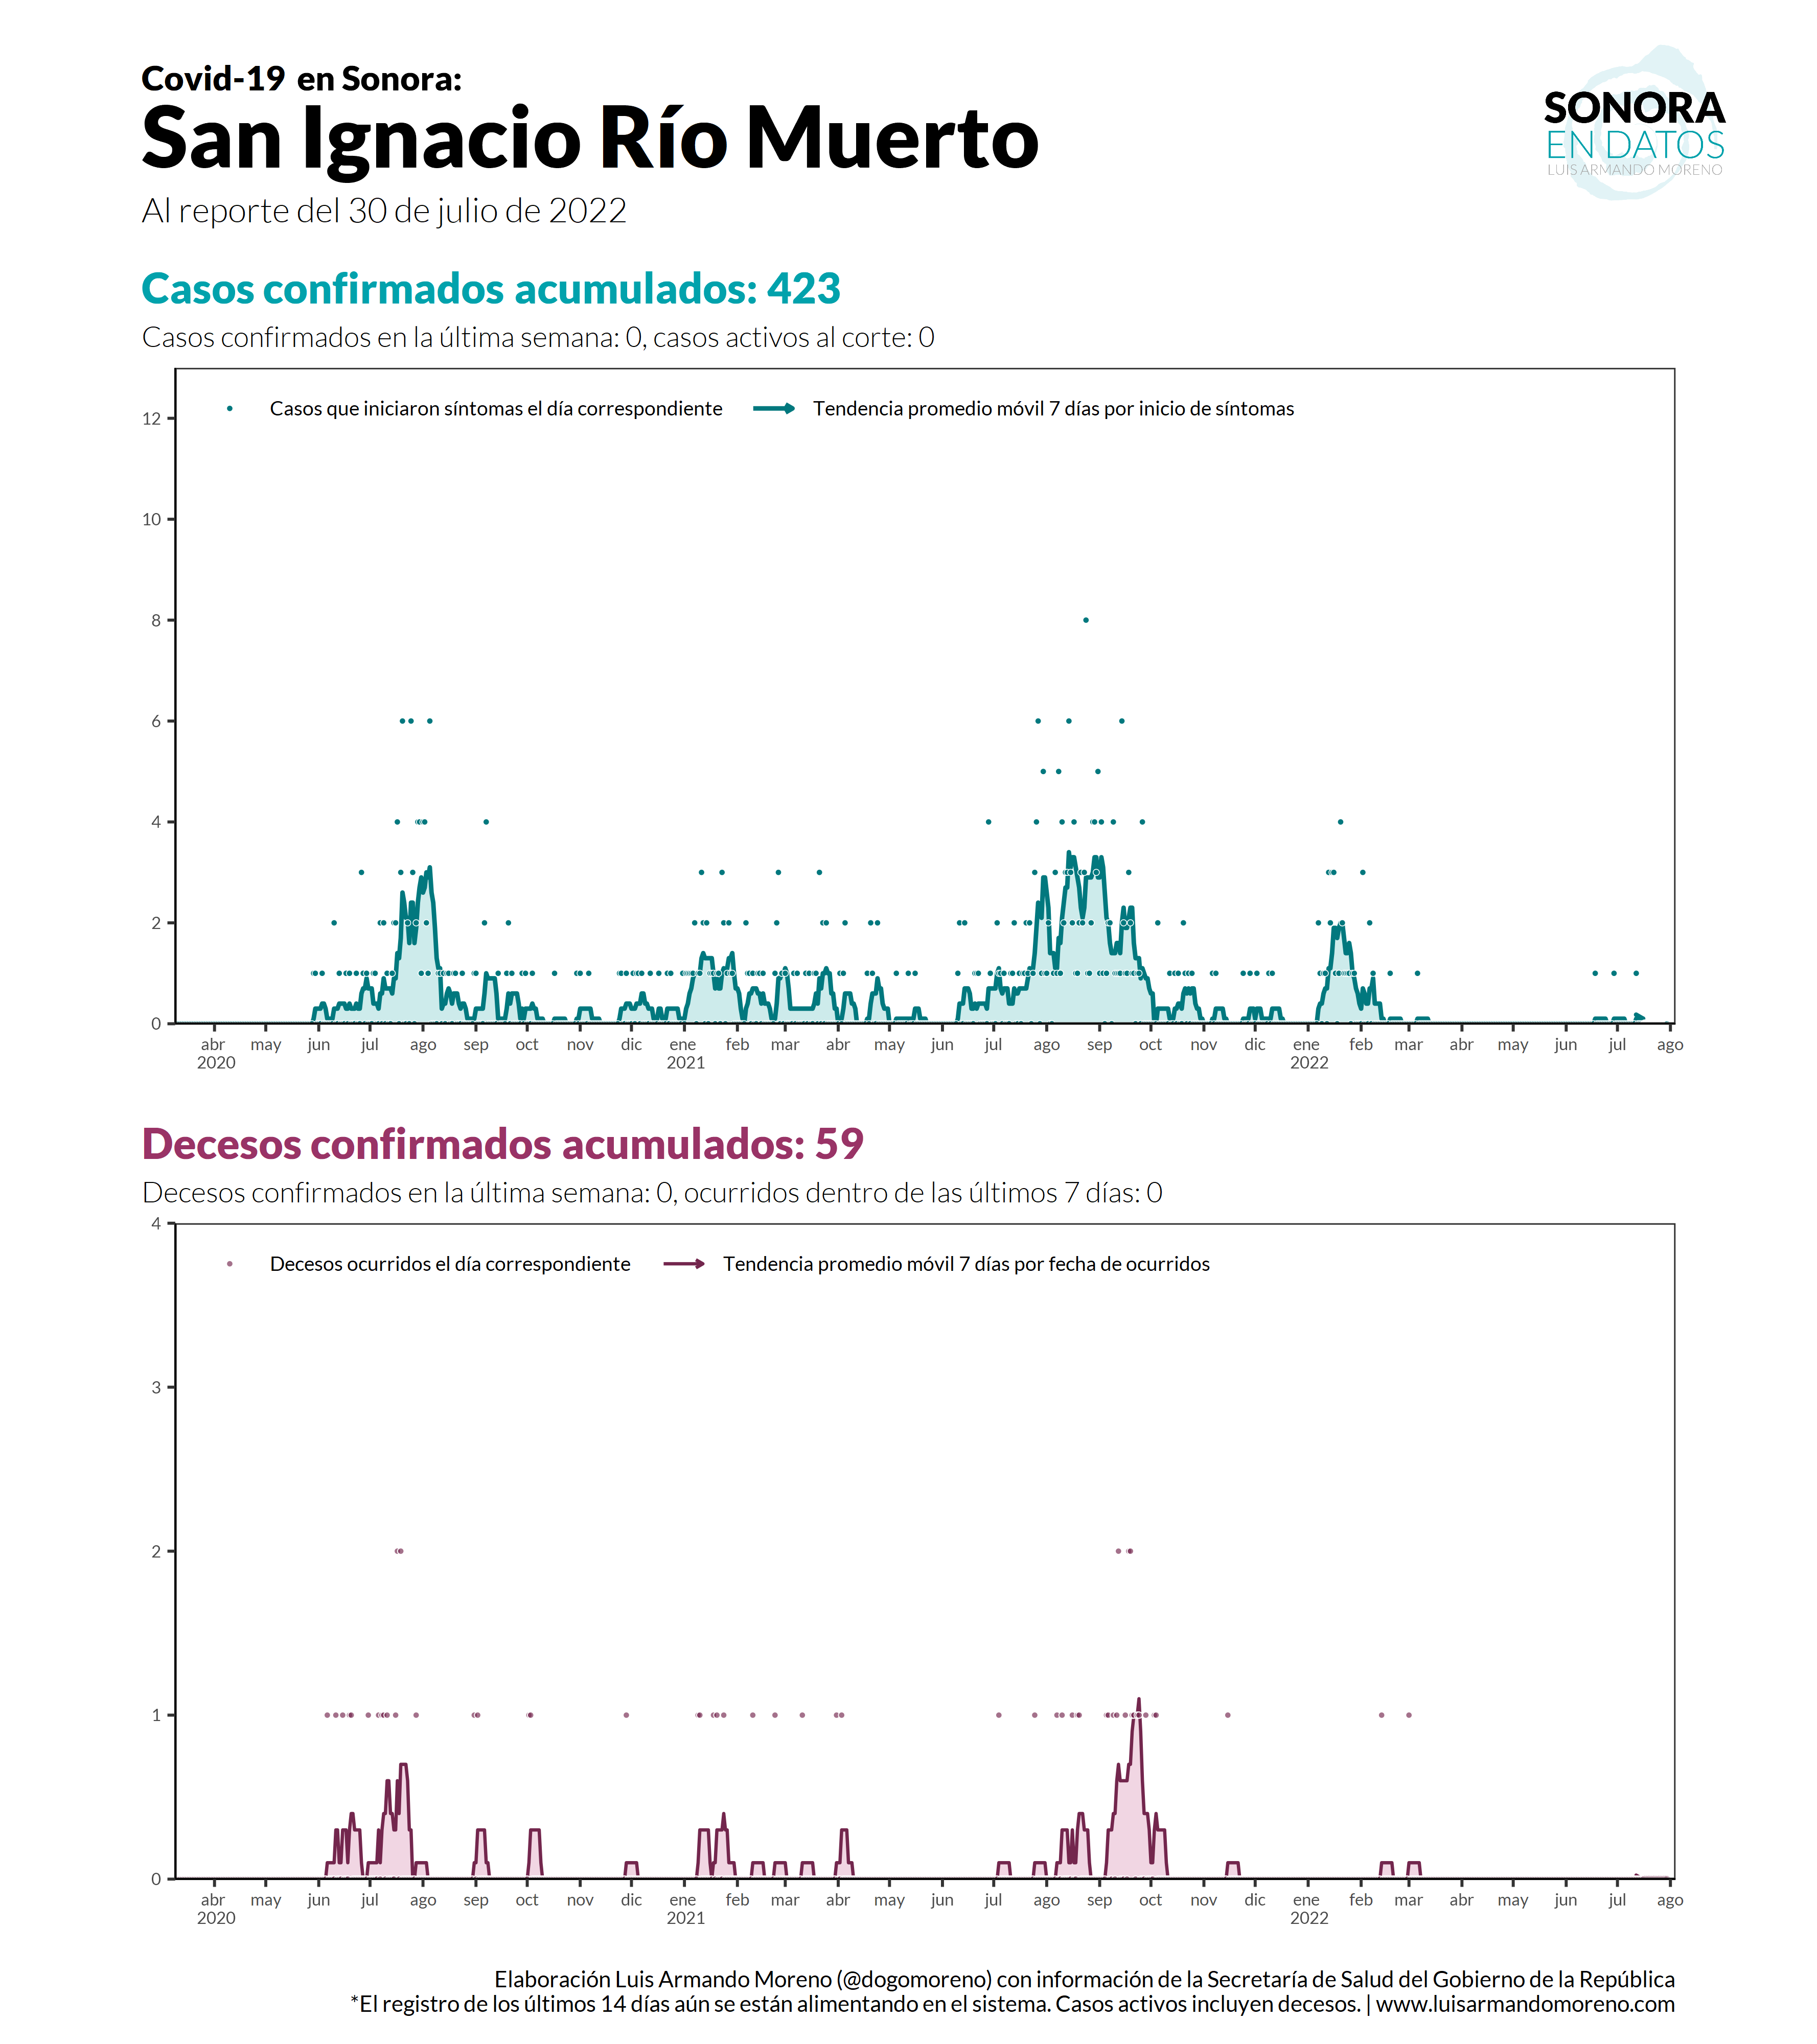 Covid-19 en Sonora:
San Ignacio Río Muerto
Al reporte del 30 de julio de 2022
SONORA
EN DATOS
LUIS ARMANDO MORENO
Casos confirmados acumulados: 423
Casos confirmados en la última semana: 0, casos activos al corte: 0
Casos que iniciaron síntomas el día correspondiente Tendencia promedio móvil 7 días por inicio de síntomas
12
10
8
6
4
2
0
abr may jun jul ago sep oct nov dic ene feb mar abr may jun jul ago sep oct nov dic ene feb mar abr may jun jul ago
2020 2021 2022
Decesos confirmados acumulados: 59
Decesos confirmados en la última semana: 0, ocurridos dentro de las últimos 7 días: 0
Decesos ocurridos el día correspondiente Tendencia promedio móvil 7 días por fecha de ocurridos
4
3
2
1
0
abr may jun jul ago sep oct nov dic ene feb mar abr may jun jul ago sep oct nov dic ene feb mar abr may jun jul ago
2020 2021 2022
Elaboración Luis Armando Moreno (@dogomoreno) con información de la Secretaría de Salud del Gobierno de la República
*El registro de los últimos 14 días aún se están alimentando en el sistema. Casos activos incluyen decesos. | www.luisarmandomoreno.com